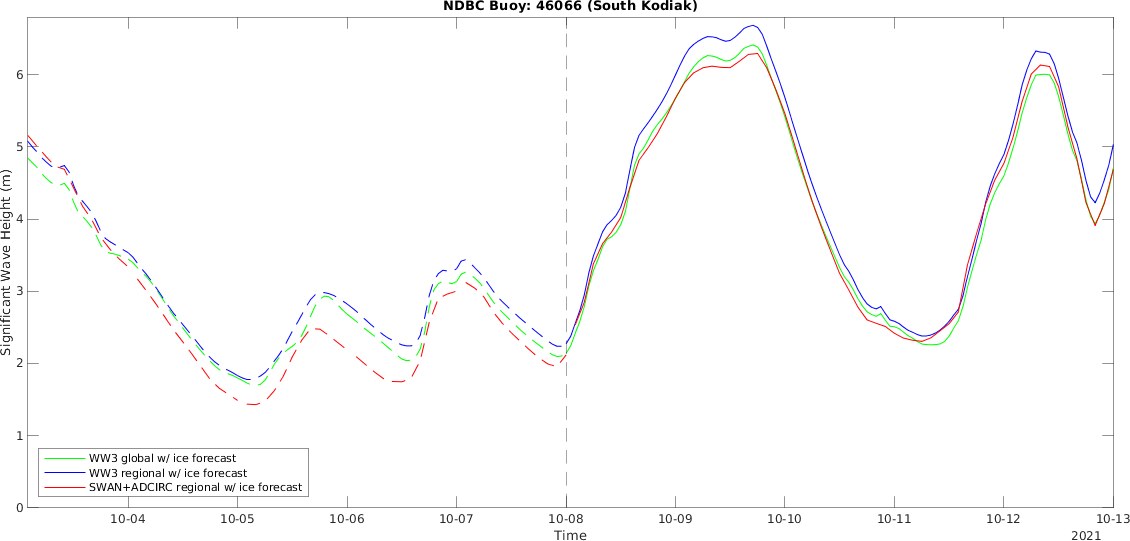 NDBC Buoy: 46066 (South Kodiak)
Significant Wave Height (m)
6
5
4
3
2
1
0
WW3 global w/ ice forecast
WW3 regional w/ ice forecast
SWAN+ADCIRC regional w/ ice forecast
10-04 10-05 10-06 10-07 10-08 10-09 10-10 10-11 10-12 10-13
Time
2021